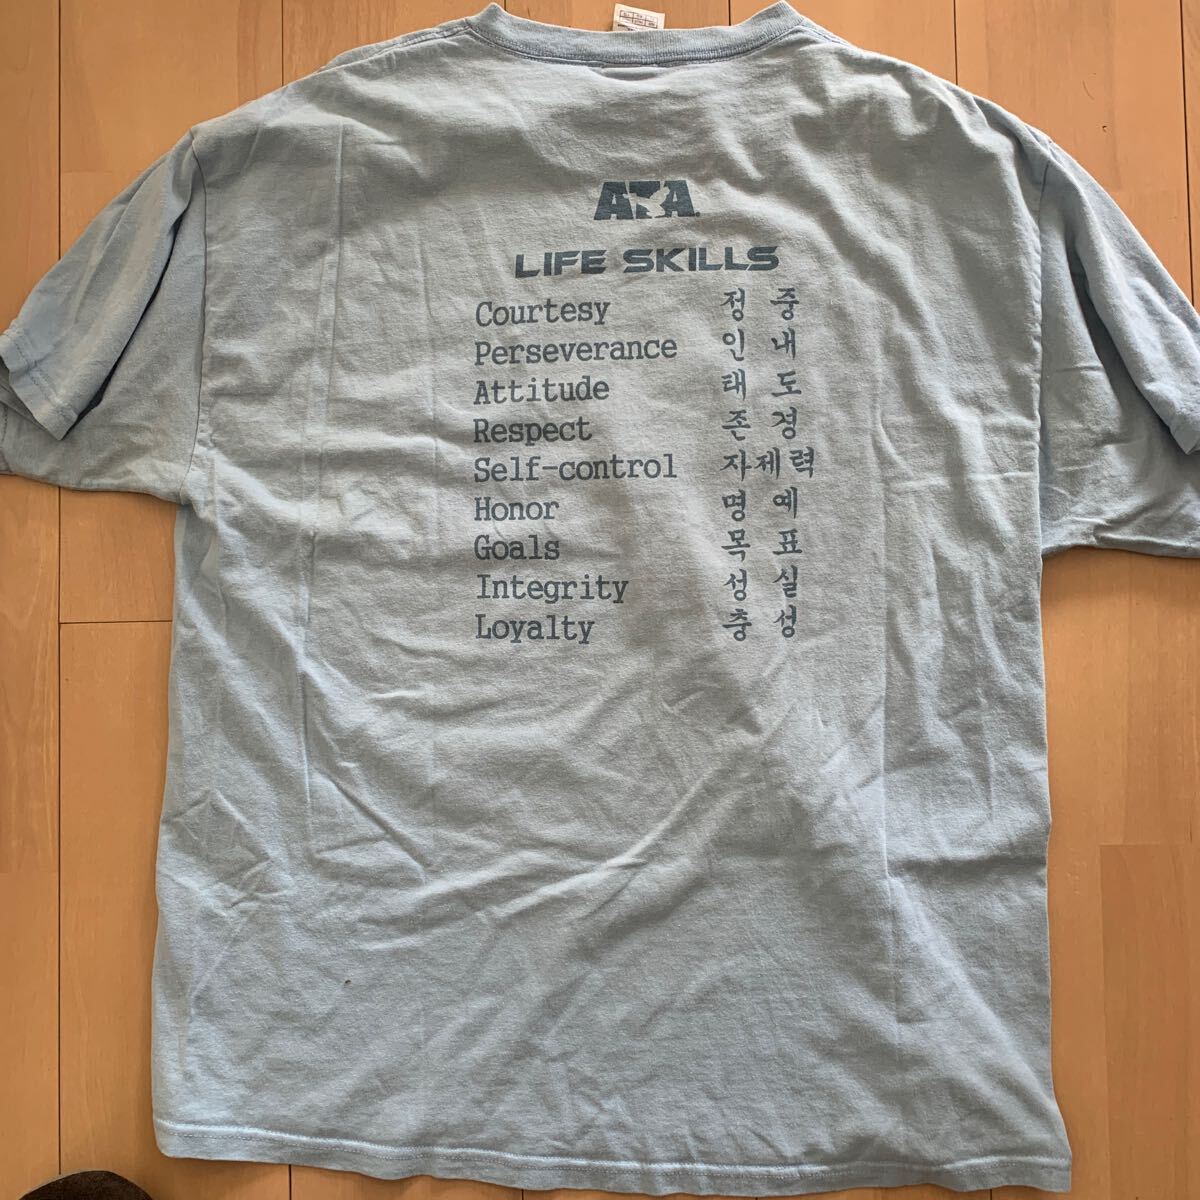 ATA®
LIFE SKILLS
Courtesy 정 중
Perseverance 인 내
Attitude 태 도
Respect 존 경
Self-control 자제력
Honor 명 예
Goals 목 표
Integrity 성 실
Loyalty 충 성